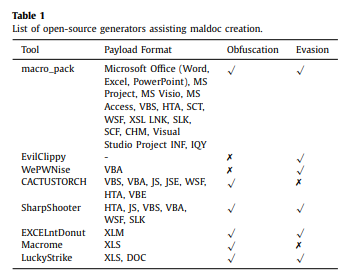 Table 1
List of open-source generators assisting maldoc creation.
Tool Payload Format Obfuscation Evasion
macro_pack Microsoft Office (Word, ✓ ✓
Excel, PowerPoint), MS
Project, MS Visio, MS
Access, VBS, HTA, SCT,
WSF, XSL LNK, SLK,
SCF, CHM, Visual
Studio Project INF, IQY
EvilClippy - ✗ ✓
WePWNise VBA ✗ ✓
CACTUSTORCH VBS, VBA, JS, JSE, WSF, ✓ ✗
HTA, VBE
SharpShooter HTA, JS, VBS, VBA, ✓ ✓
WSF, SLK
EXCELntDonut XLM ✓ ✓
Macrome XLS ✓ ✗
LuckyStrike XLS, DOC ✓ ✓